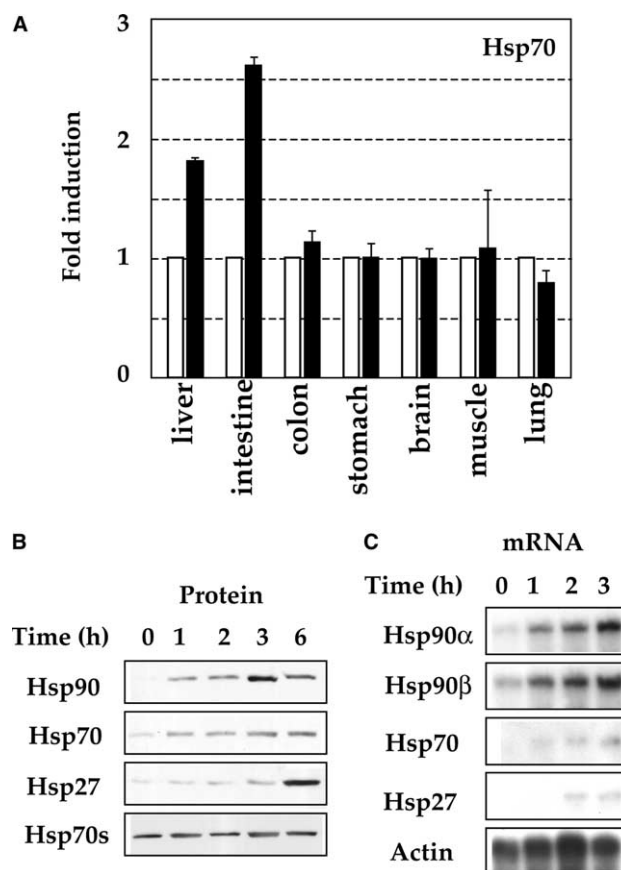 A
3
Hsp70
2
1
0
Fold induction
liver
intestine
colon
stomach
brain
muscle
lung
B
Protein
Time (h) 0 1 2 3 6
Hsp90
Hsp70
Hsp27
Hsp70s
C
mRNA
Time (h) 0 1 2 3
Hsp90α
Hsp90β
Hsp70
Hsp27
Actin